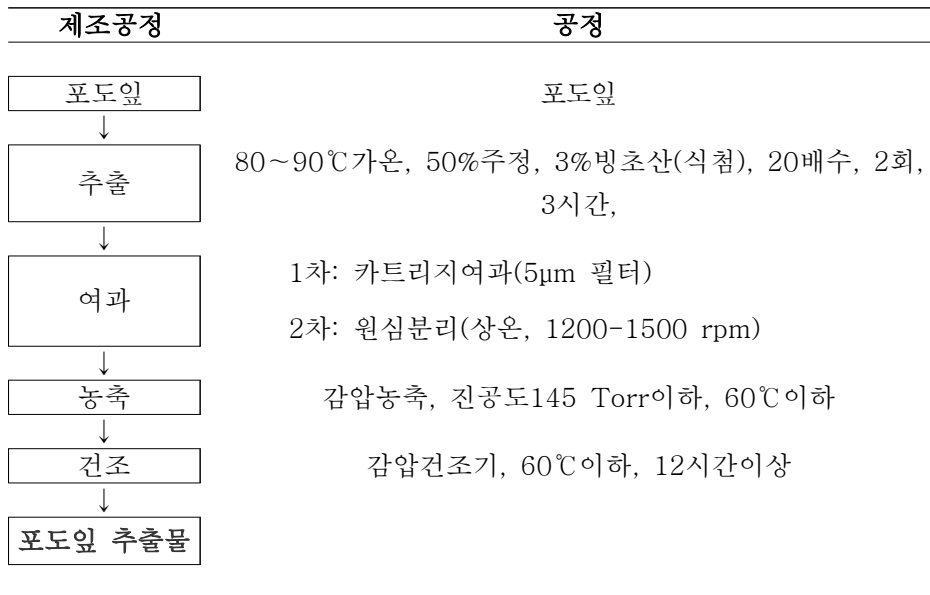 제조공정 공정
포도잎 포도잎
↓
추출 80~90℃가온, 50%주정, 3%빙초산(식첨), 20배수, 2회,
3시간,
↓
여과 1차: 카트리지여과(5μm 필터)
2차: 원심분리(상온, 1200-1500 rpm)
↓
농축 감압농축, 진공도145 Torr이하, 60℃이하
↓
건조 감압건조기, 60℃이하, 12시간이상
↓
포도잎 추출물